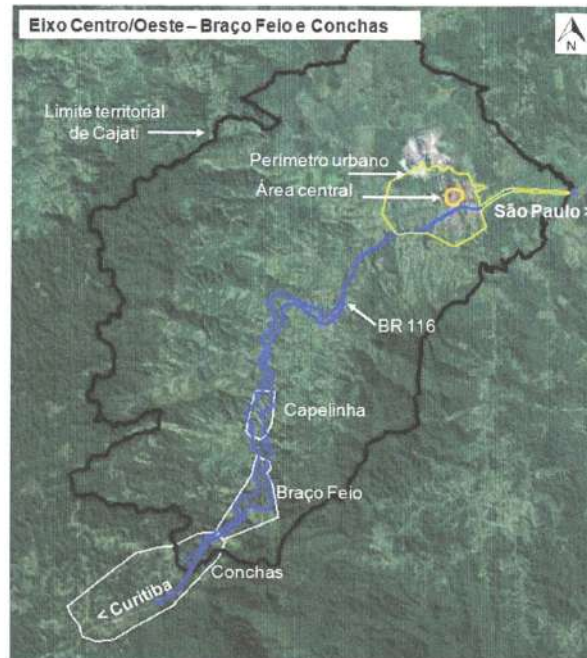 Eixo Centro/Oeste – Braço Feio e Conchas
N
Limite territorial
de Cajati
Perímetro urbano
Área central
São Paulo >
BR 116
Capelinha
Braço Feio
Conchas
< Curitiba